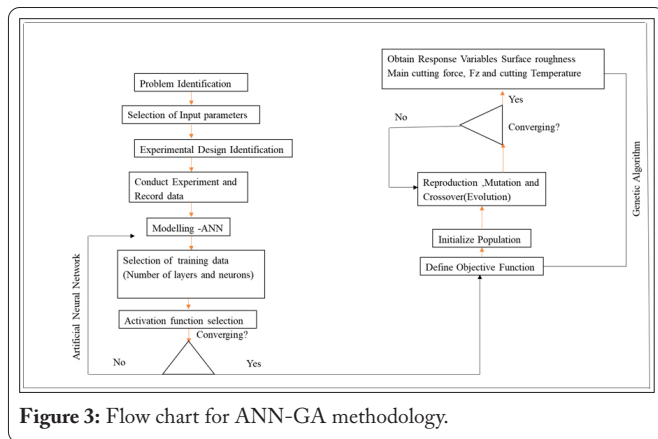 Problem Identification
Selection of Input parameters
Experimental Design Identification
Conduct Experiment and
Record data
Modelling -ANN
Selection of training data
(Number of layers and neurons)
Activation function selection
Converging?
No
Yes
Artificial Neural Network
Obtain Response Variables Surface roughness
Main cutting force, Fz and cutting Temperature
Yes
No
Converging?
Reproduction ,Mutation and
Crossover(Evolution)
Initialize Population
Define Objective Function
Genetic Algorithm
Figure 3: Flow chart for ANN-GA methodology.